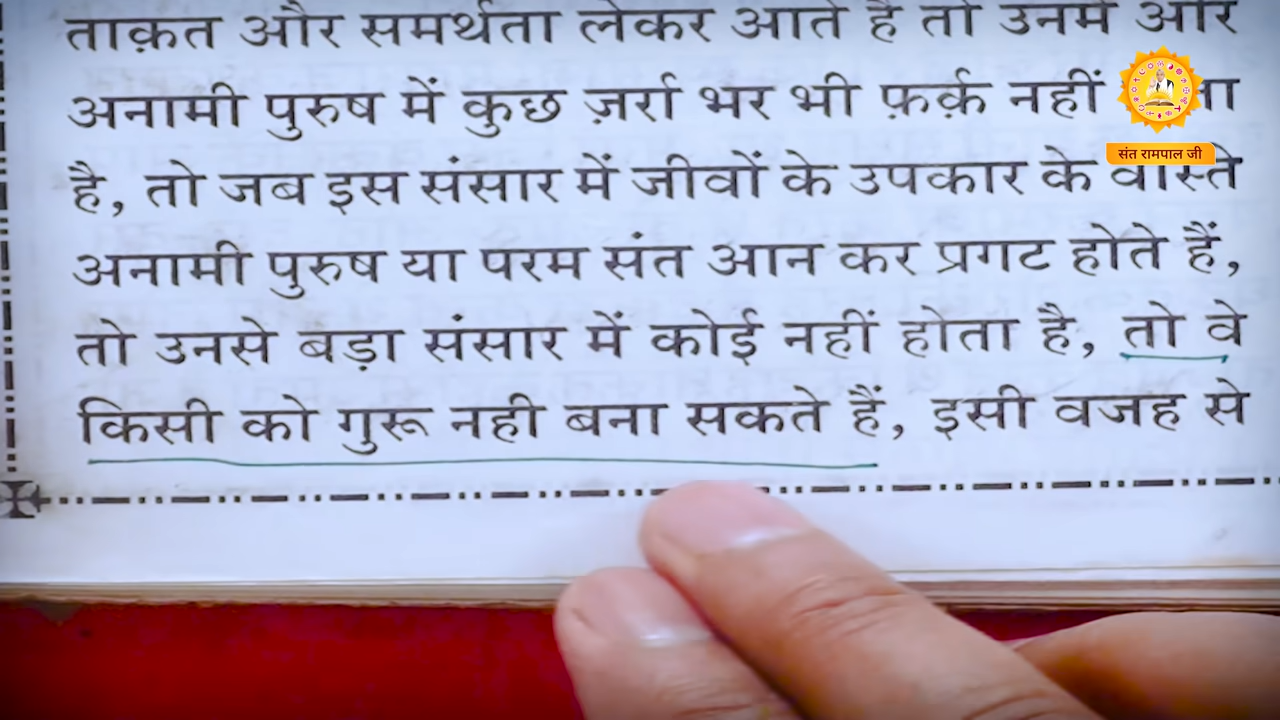 ताक़त और समर्थता लेकर आते हैं तो उनमें और
अनामी पुरुष में कुछ ज़र्रा भर भी फ़र्क़ नहीं
है, तो जब इस संसार में जीवों के उपकार के वास्ते
अनामी पुरुष या परम संत आन कर प्रगट होते हैं,
तो उनसे बड़ा संसार में कोई नहीं होता है, तो वे
किसी को गुरू नही बना सकते हैं, इसी वजह से
संत रामपाल जी